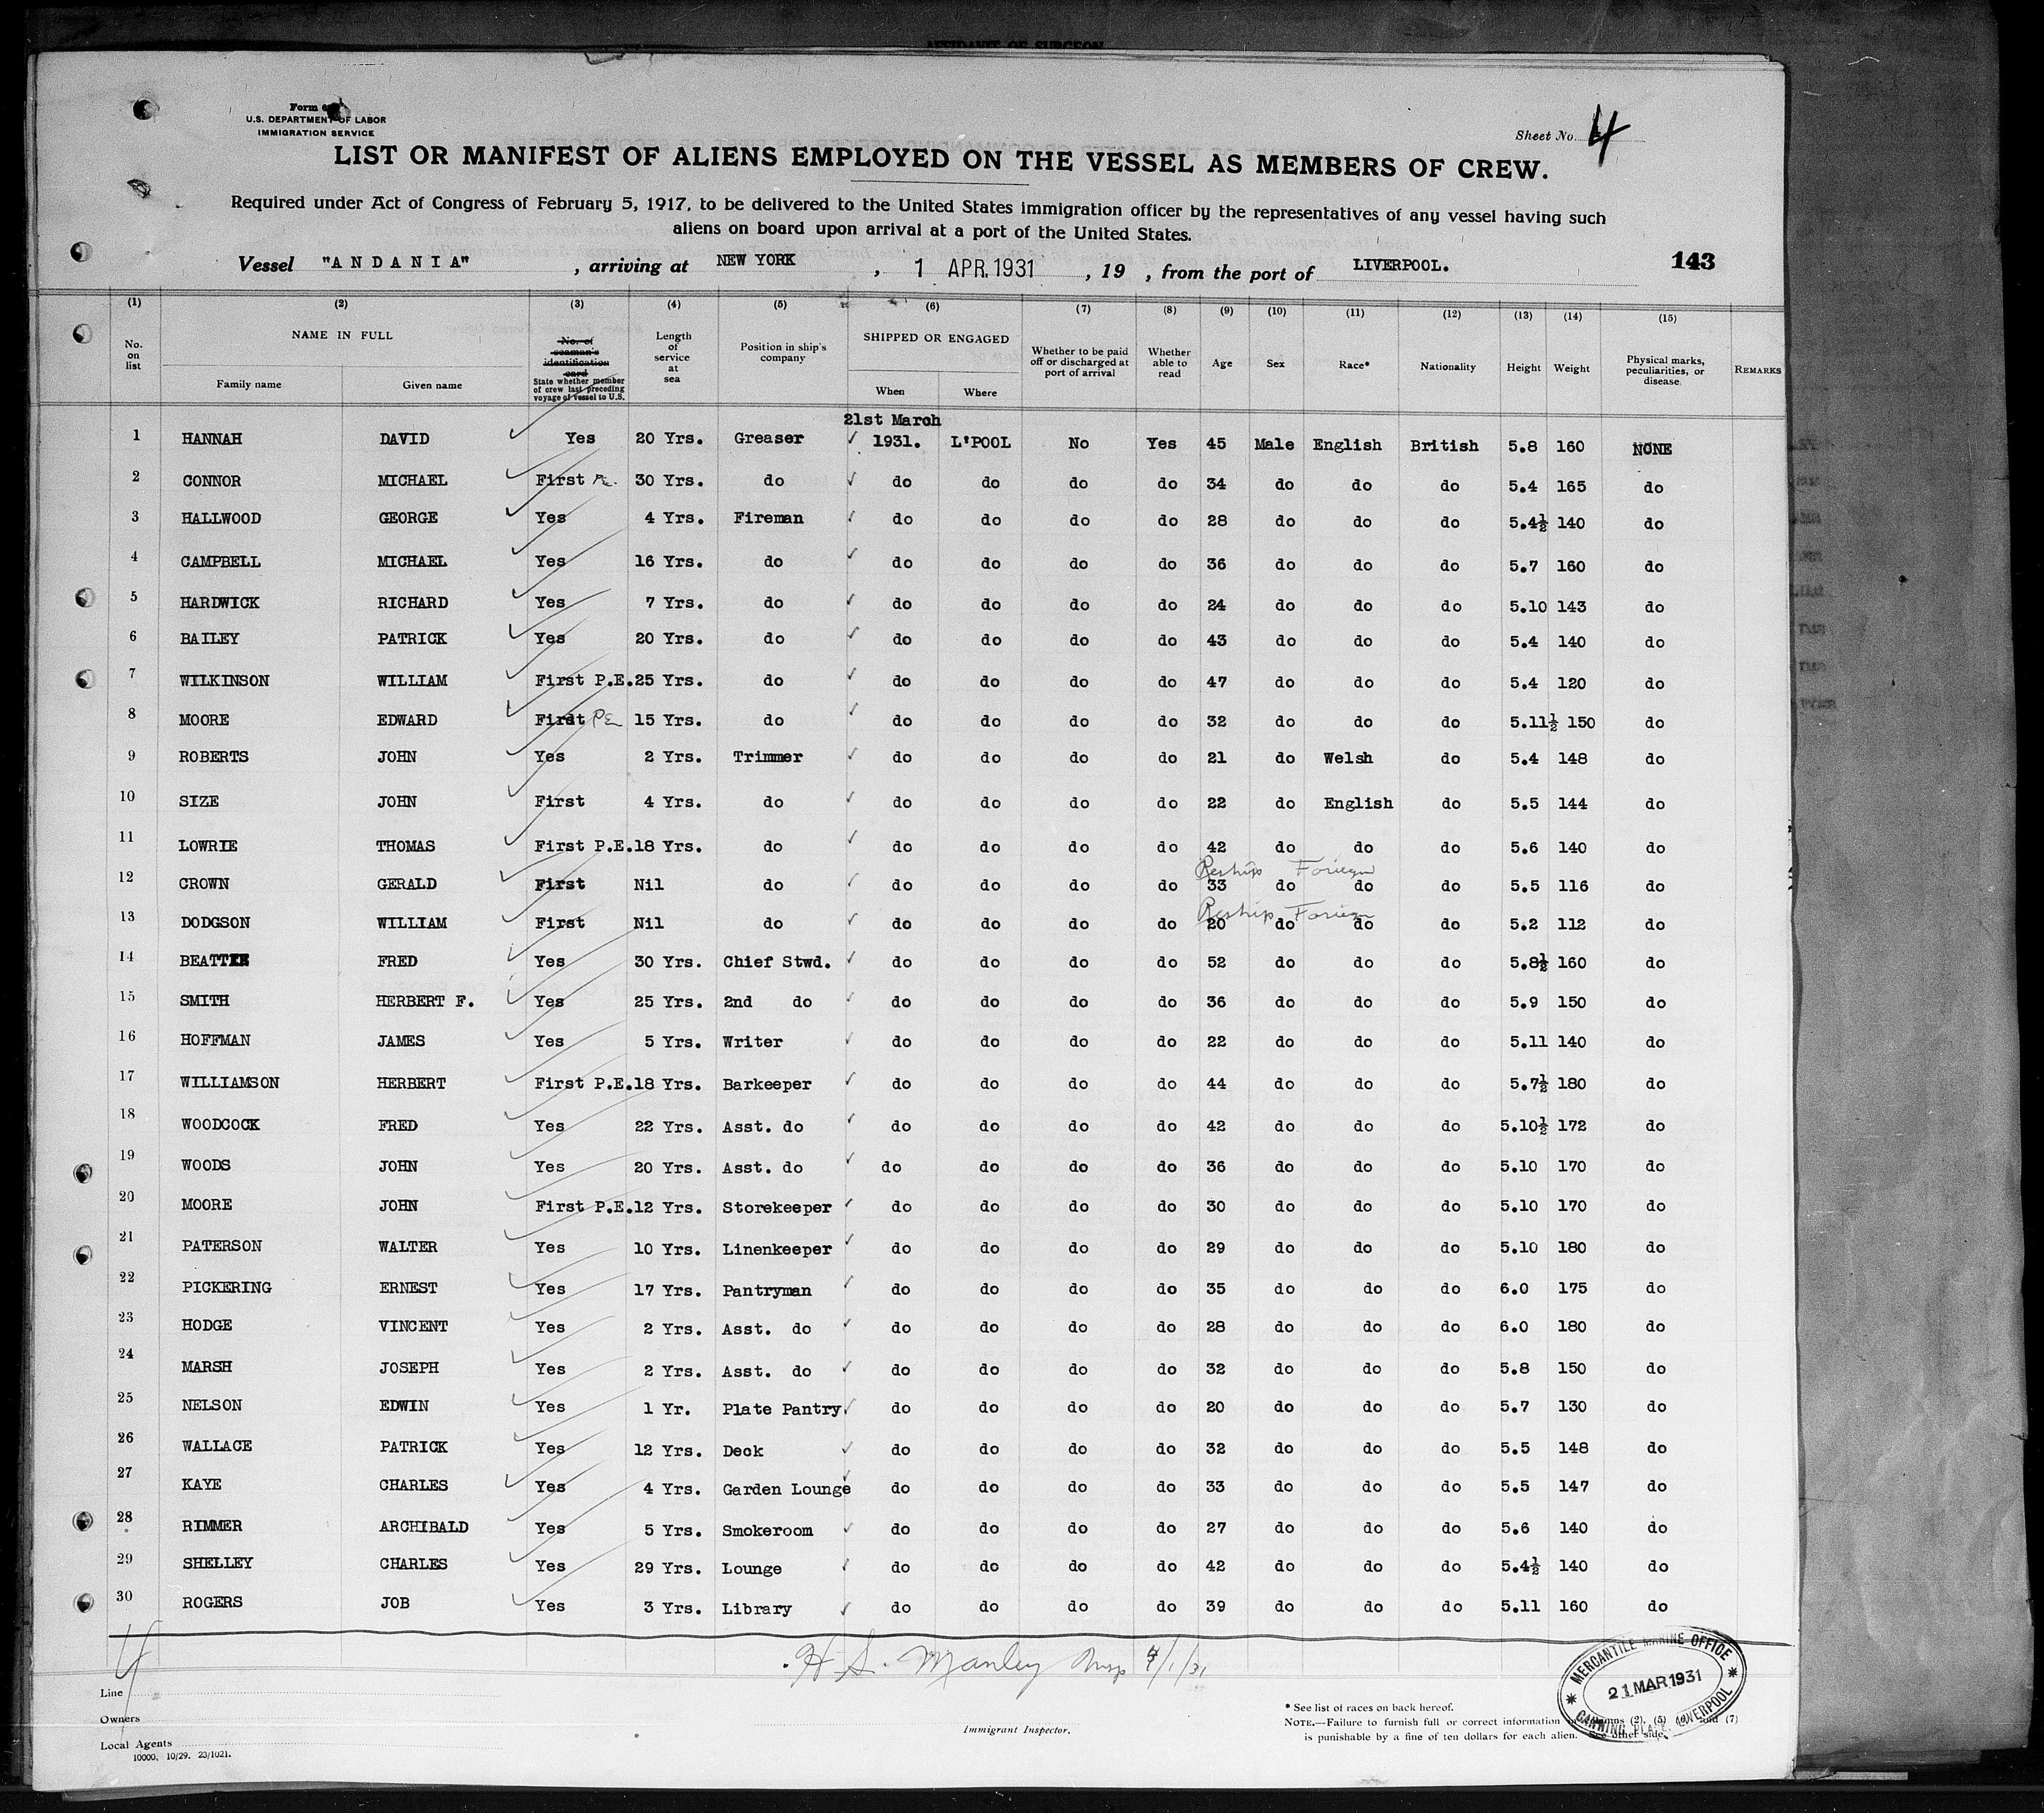 Form
U.S. DEPARTMENT OF LABOR
IMMIGRATION SERVICE
Sheet No. 4
LIST OR MANIFEST OF ALIENS EMPLOYED ON THE VESSEL AS MEMBERS OF CREW.
Required under Act of Congress of February 5, 1917, to be delivered to the United States immigration officer by the representatives of any vessel having such
aliens on board upon arrival at a port of the United States.
Vessel "ANDANIA", arriving at NEW YORK, 1 APR. 1931, 19 , from the port of LIVERPOOL. 143
(1) (2) (3) (4) (5) (6) (7) (8) (9) (10) (11) (12) (13) (14) (15)
No. on list NAME IN FULL Family name Given name No. of seaman's identification card State whether member of crew last preceding voyage of vessel to U.S. Length of service at sea Position in ship's company SHIPPED OR ENGAGED When Where Whether to be paid off or discharged at port of arrival Whether able to read Age Sex Race* Nationality Height Weight Physical marks, peculiarities, or disease REMARKS
21st March
1 HANNAH DAVID Yes 20 Yrs. Greaser 1931. L'POOL No Yes 45 Male English British 5.8 160 NONE
2 CONNOR MICHAEL First P.E. 30 Yrs. do do do do do 34 do do do 5.4 165 do
3 HALLWOOD GEORGE Yes 4 Yrs. Fireman do do do do 28 do do do 5.4½ 140 do
4 CAMPBELL MICHAEL Yes 16 Yrs. do do do do do 36 do do do 5.7 160 do
5 HARDWICK RICHARD Yes 7 Yrs. do do do do do 24 do do do 5.10 143 do
6 BAILEY PATRICK Yes 20 Yrs. do do do do do 43 do do do 5.4 140 do
7 WILKINSON WILLIAM First P.E. 25 Yrs. do do do do do 47 do do do 5.4 120 do
8 MOORE EDWARD First PE 15 Yrs. do do do do do 32 do do do 5.11½ 150 do
9 ROBERTS JOHN Yes 2 Yrs. Trimmer do do do do 21 do Welsh do 5.4 148 do
10 SIZE JOHN First 4 Yrs. do do do do do 22 do English do 5.5 144 do
11 LOWRIE THOMAS First P.E. 18 Yrs. do do do do do 42 do do do 5.6 140 do
Reship Foriegn
12 CROWN GERALD First Nil do do do do do 33 do do do 5.5 116 do
Reship Foriegn
13 DODGSON WILLIAM First Nil do do do do do 20 do do do 5.2 112 do
14 BEATTIE FRED Yes 30 Yrs. Chief Stwd. do do do do 52 do do do 5.8½ 160 do
15 SMITH HERBERT F. Yes 25 Yrs. 2nd do do do do do 36 do do do 5.9 150 do
16 HOFFMAN JAMES Yes 5 Yrs. Writer do do do do 22 do do do 5.11 140 do
17 WILLIAMSON HERBERT First P.E. 18 Yrs. Barkeeper do do do do 44 do do do 5.7½ 180 do
18 WOODCOCK FRED Yes 22 Yrs. Asst. do do do do do 42 do do do 5.10½ 172 do
19 WOODS JOHN Yes 20 Yrs. Asst. do do do do do 36 do do do 5.10 170 do
20 MOORE JOHN First P.E. 12 Yrs. Storekeeper do do do do 30 do do do 5.10 170 do
21 PATERSON WALTER Yes 10 Yrs. Linenkeeper do do do do 29 do do do 5.10 180 do
22 PICKERING ERNEST Yes 17 Yrs. Pantryman do do do do 35 do do do 6.0 175 do
23 HODGE VINCENT Yes 2 Yrs. Asst. do do do do do 28 do do do 6.0 180 do
24 MARSH JOSEPH Yes 2 Yrs. Asst. do do do do do 32 do do do 5.8 150 do
25 NELSON EDWIN Yes 1 Yr. Plate Pantry. do do do do 20 do do do 5.7 130 do
26 WALLACE PATRICK Yes 12 Yrs. Deck do do do do 32 do do do 5.5 148 do
27 KAYE CHARLES Yes 4 Yrs. Garden Lounge do do do do 33 do do do 5.5 147 do
28 RIMMER ARCHIBALD Yes 5 Yrs. Smokeroom do do do do 27 do do do 5.6 140 do
29 SHELLEY CHARLES Yes 29 Yrs. Lounge do do do do 42 do do do 5.4½ 140 do
30 ROGERS JOB Yes 3 Yrs. Library do do do do 39 do do do 5.11 160 do
H S. Manley Insp 4/1/31
4
MERCANTILE MARINE OFFICE
21 MAR 1931
CANNING PLACE, LIVERPOOL
Line
Owners
Local Agents
10000, 10/29. 23/1021.
Immigrant Inspector.
* See list of races on back hereof.
NOTE.—Failure to furnish full or correct information columns (2), (5), (6), and (7)
is punishable by a fine of ten dollars for each alien. See other side.